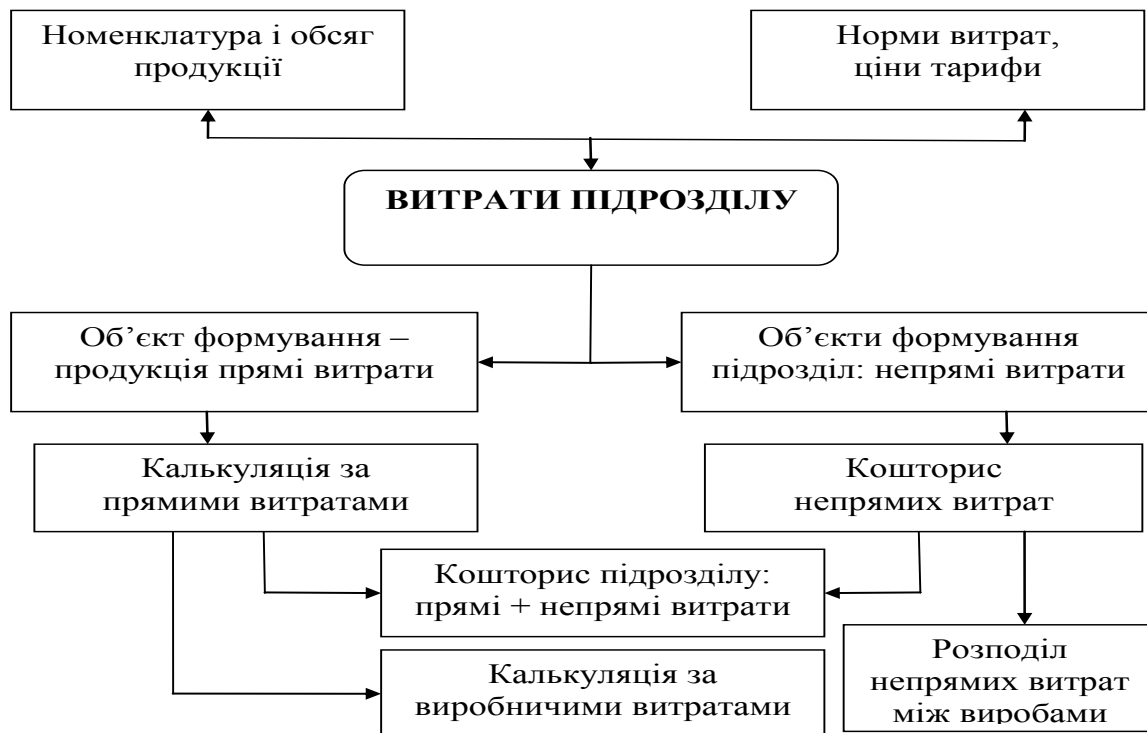 Номенклатура і обсяг
продукції
Норми витрат,
ціни тарифи
ВИТРАТИ ПІДРОЗДІЛУ
Об’єкт формування –
продукція прямі витрати
Об’єкти формування
підрозділ: непрямі витрати
Калькуляція за
прямими витратами
Кошторис
непрямих витрат
Кошторис підрозділу:
прямі + непрямі витрати
Калькуляція за
виробничими витратами
Розподіл
непрямих витрат
між виробами